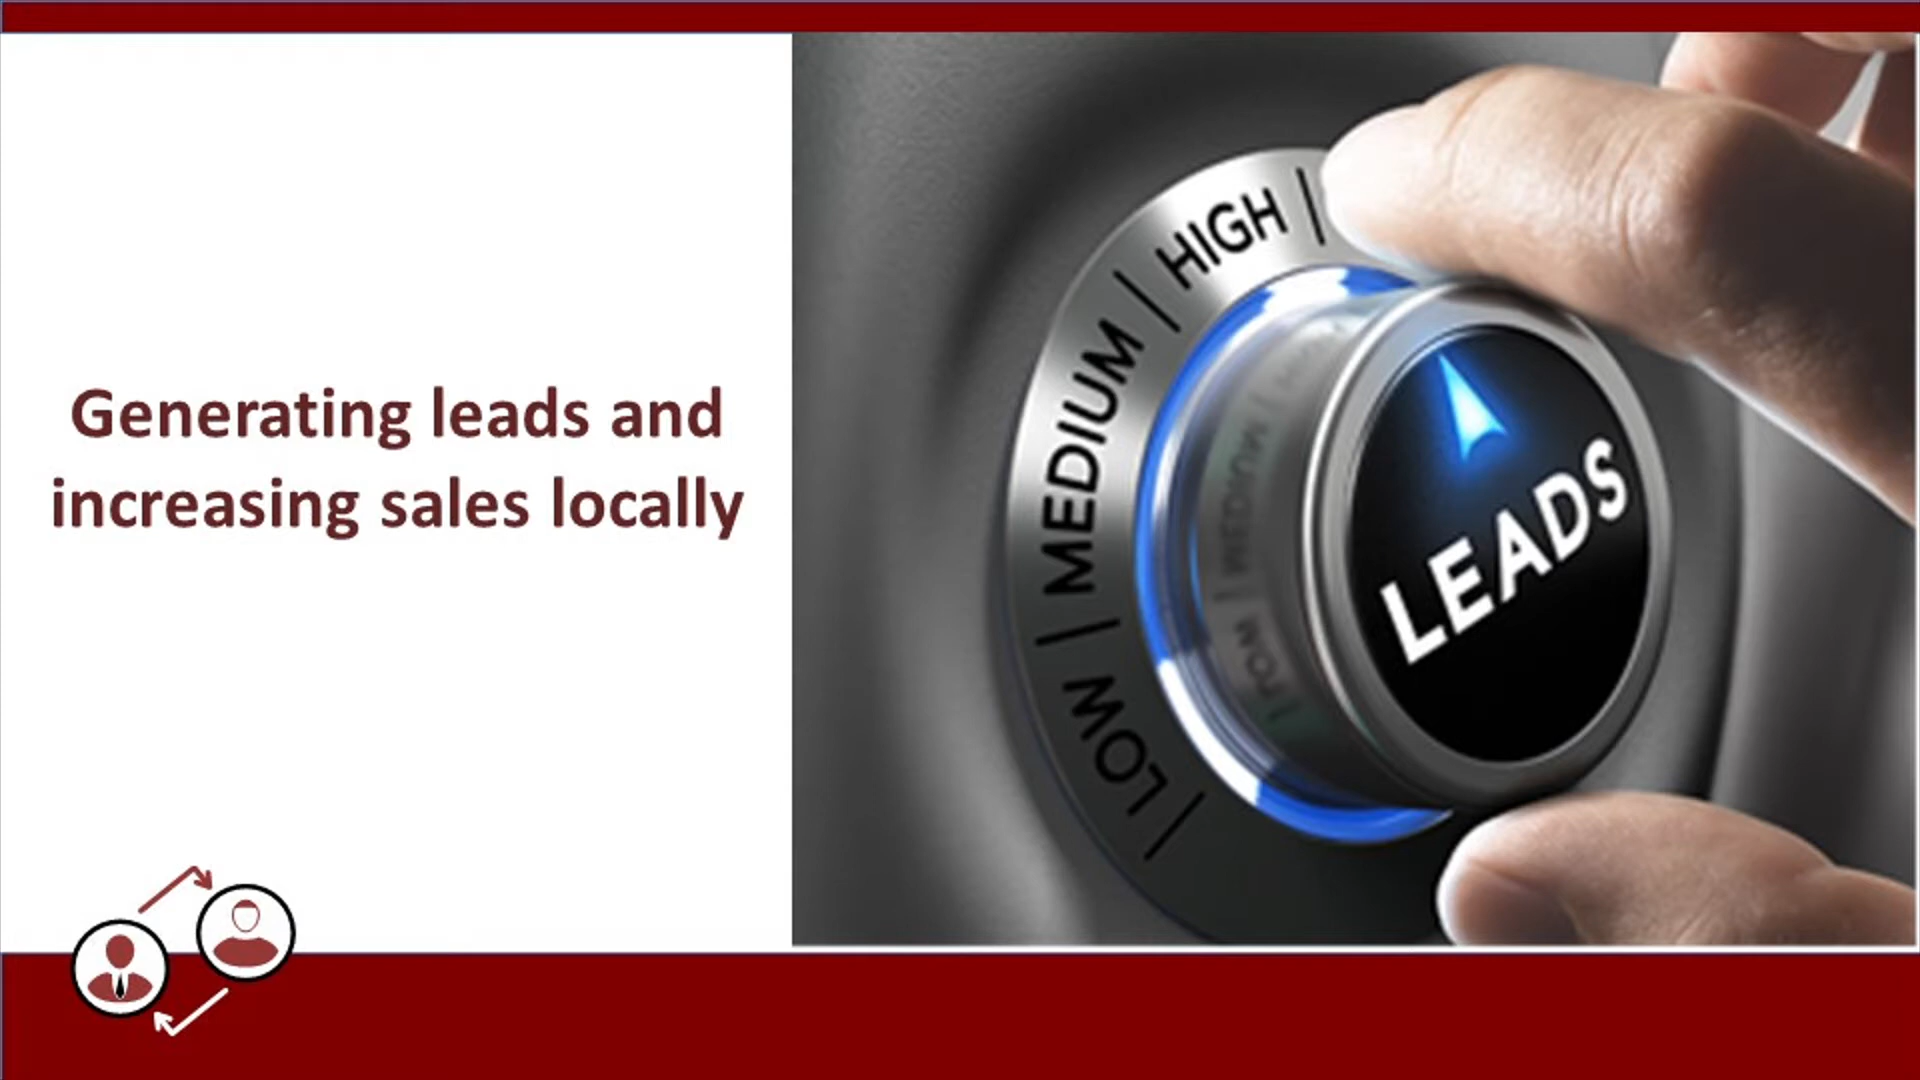 Generating leads and
increasing sales locally
| LOW | MEDIUM | HIGH |
LEADS